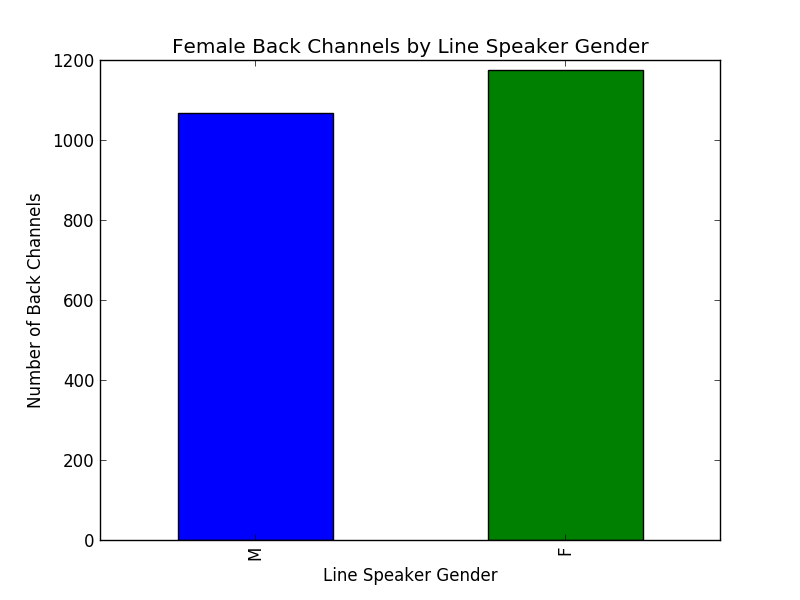 Female Back Channels by Line Speaker Gender
1200
1000
800
600
400
200
0
Number of Back Channels
M
F
Line Speaker Gender